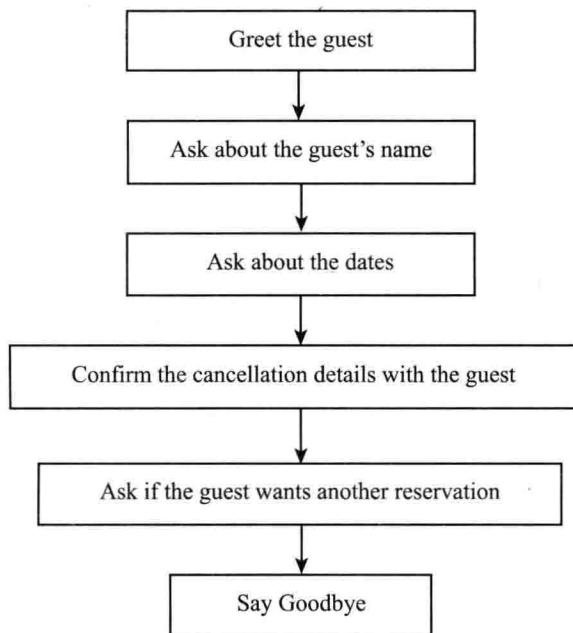 Greet the guest
Ask about the guest's name
Ask about the dates
Confirm the cancellation details with the guest
Ask if the guest wants another reservation
Say Goodbye